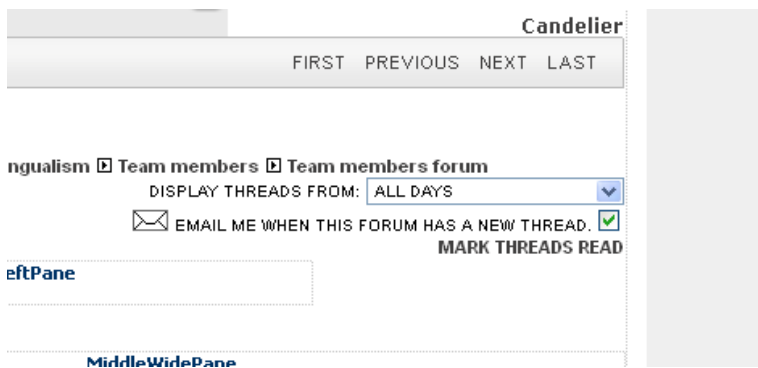 Candelier
FIRST PREVIOUS NEXT LAST
ngualism Team members Team members forum
DISPLAY THREADS FROM: ALL DAYS
EMAIL ME WHEN THIS FORUM HAS A NEW THREAD.
MARK THREADS READ
eftPane
MiddleWidePane